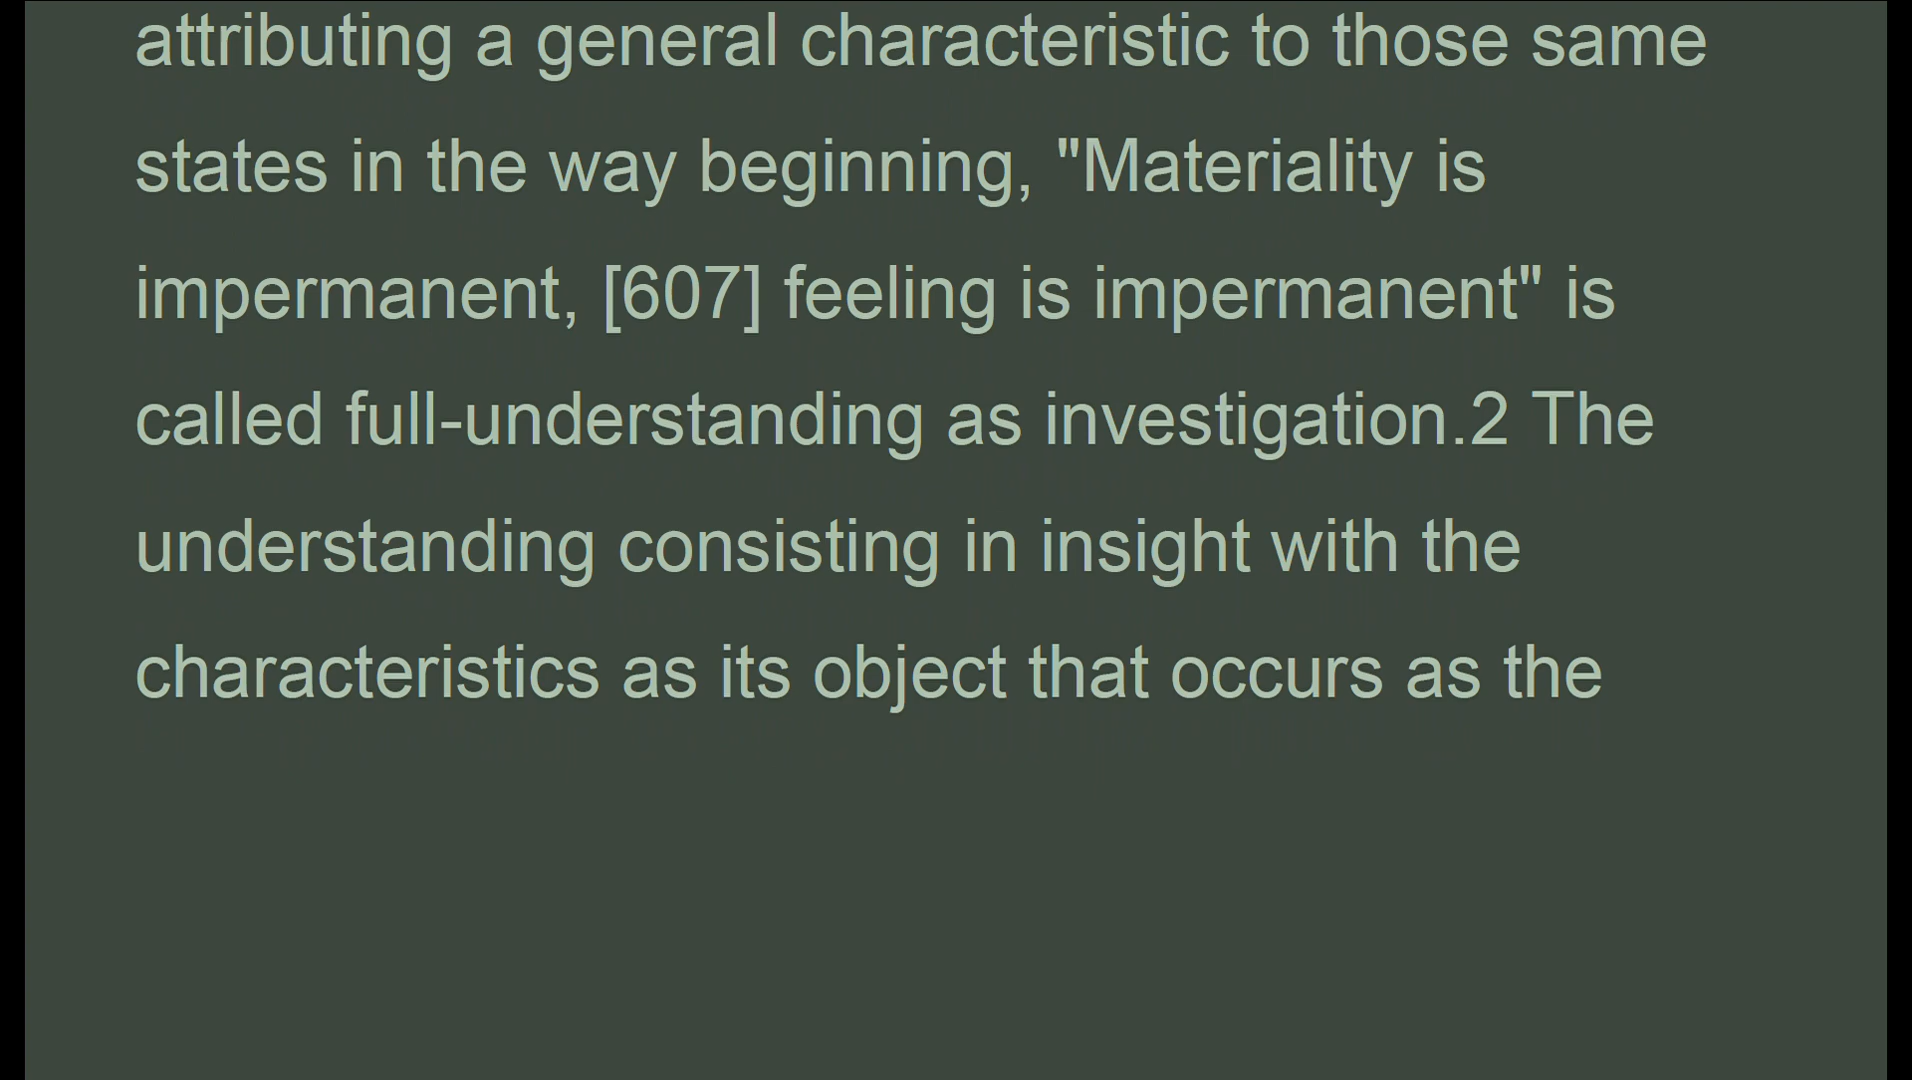 attributing a general characteristic to those same
states in the way beginning, "Materiality is
impermanent, [607] feeling is impermanent" is
called full-understanding as investigation.2 The
understanding consisting in insight with the
characteristics as its object that occurs as the